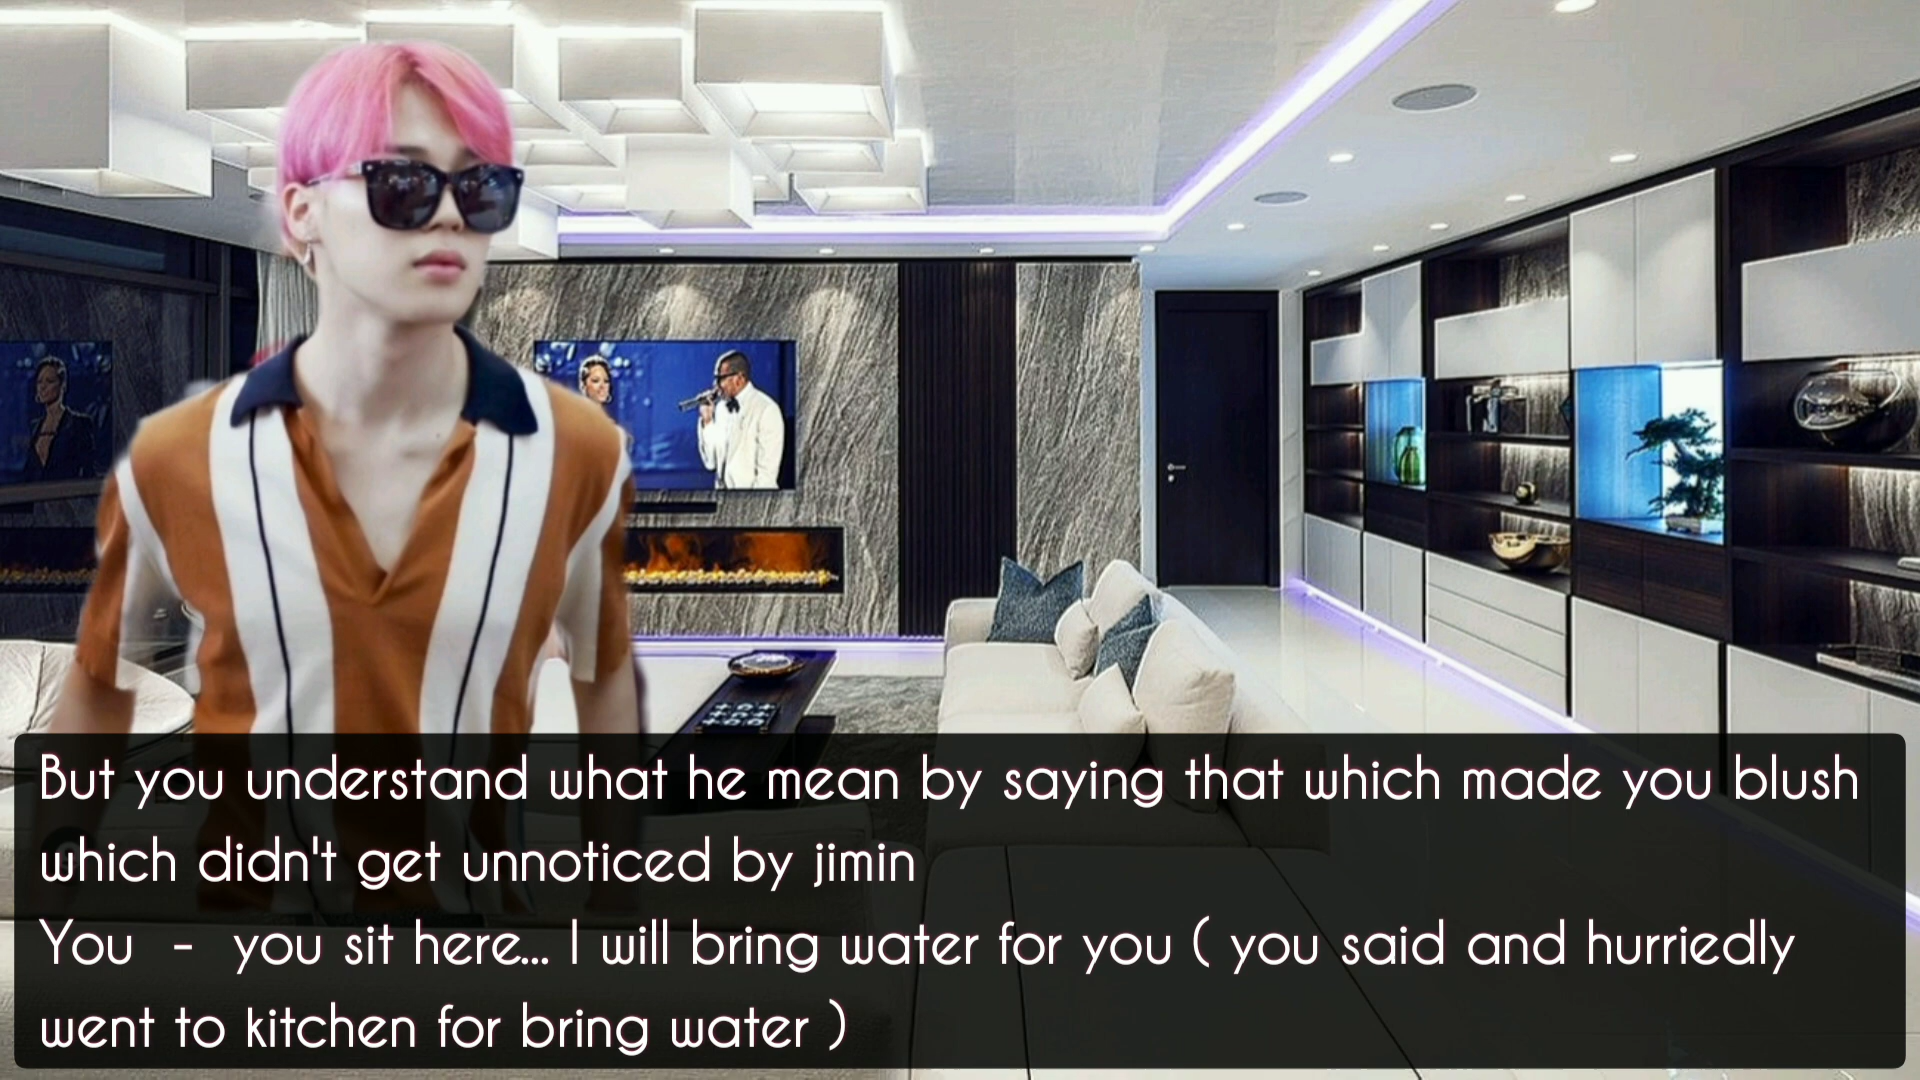 But you understand what he mean by saying that which made you blush
which didn't get unnoticed by jimin
You - you sit here... I will bring water for you ( you said and hurriedly
went to kitchen for bring water )